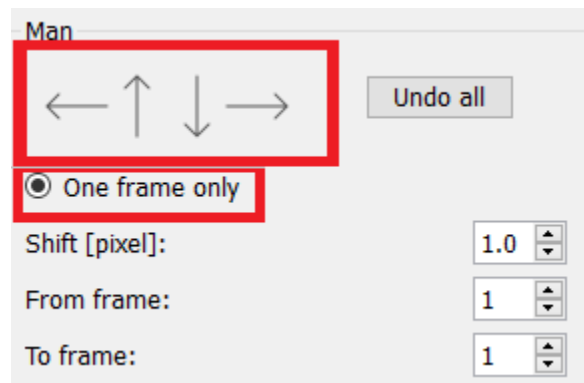 Man
Undo all
One frame only
Shift [pixel]: 1.0
From frame: 1
To frame: 1